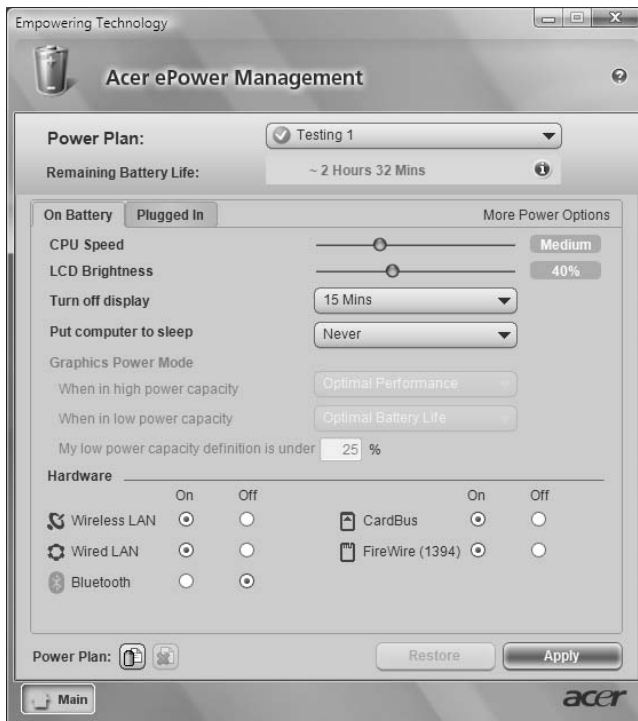 Empowering Technology
Acer ePower Management
Power Plan: Testing 1
Remaining Battery Life: ~ 2 Hours 32 Mins
On Battery Plugged In More Power Options
CPU Speed Medium
LCD Brightness 40%
Turn off display 15 Mins
Put computer to sleep Never
Graphics Power Mode
When in high power capacity Optimal Performance
When in low power capacity Optimal Battery Life
My low power capacity definition is under 25 %
Hardware
On Off On Off
Wireless LAN CardBus
Wired LAN FireWire (1394)
Bluetooth
Power Plan: Restore Apply
Main acer